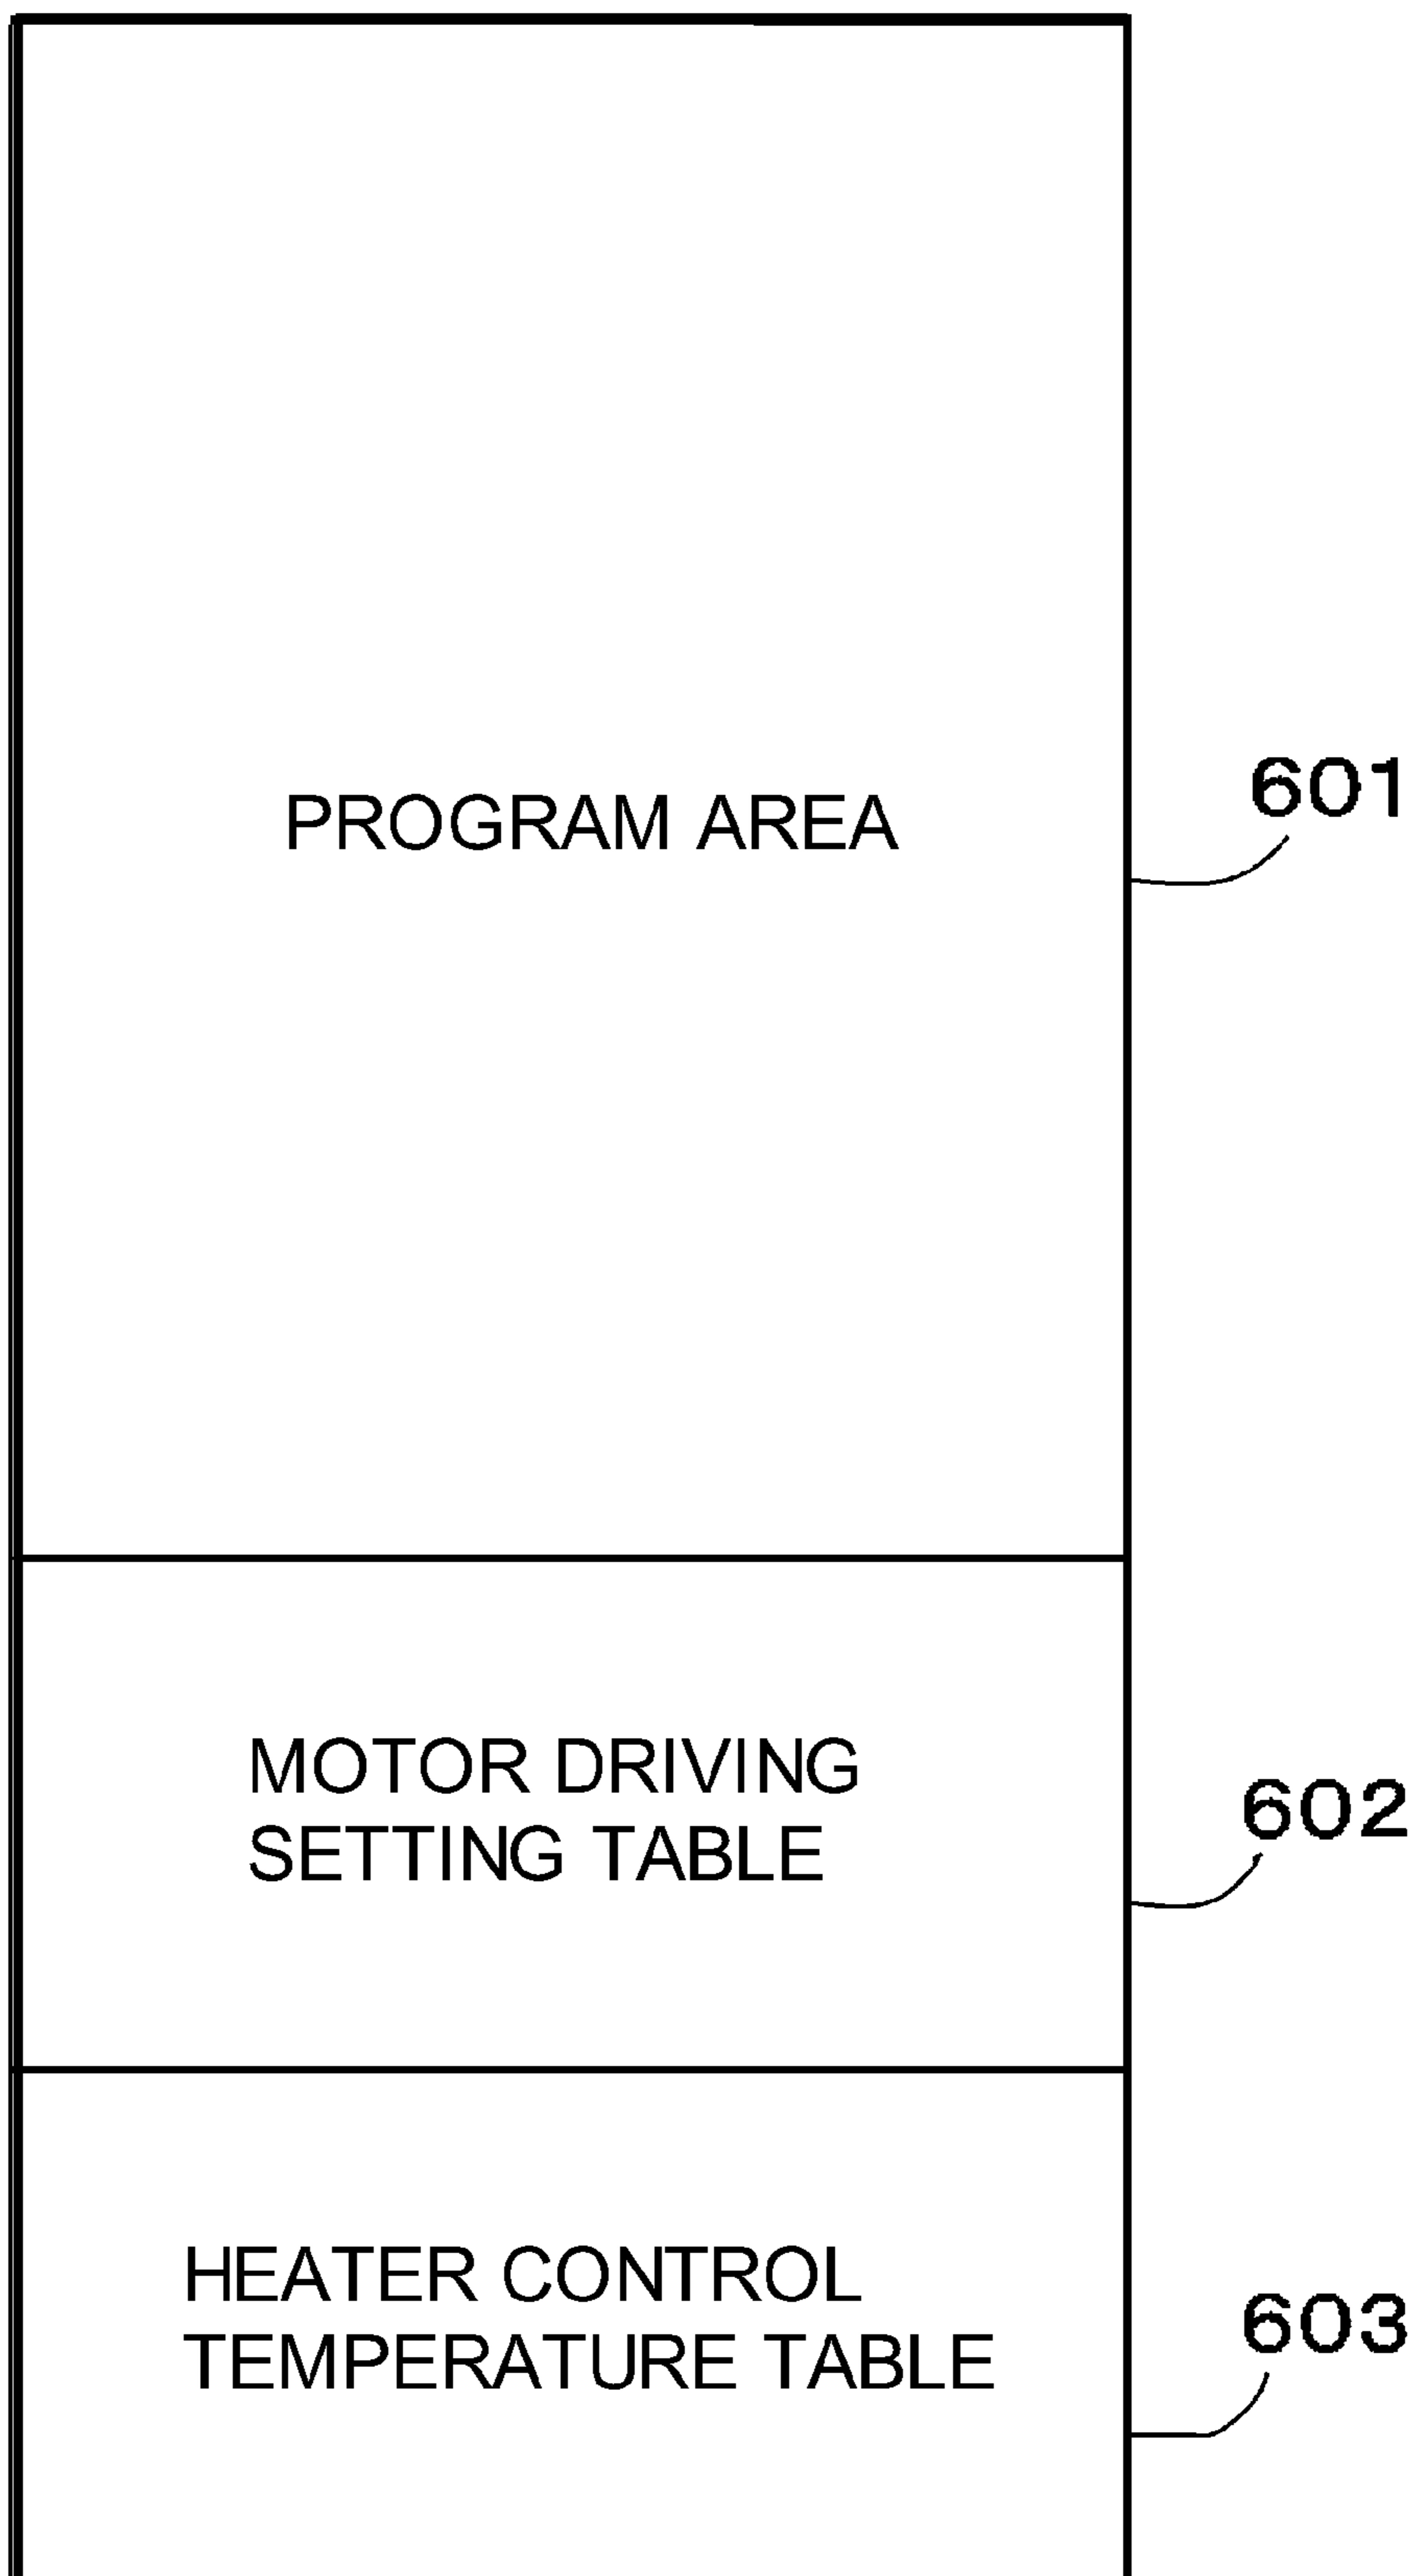 PROGRAM AREA
601
MOTOR DRIVING
SETTING TABLE
602
HEATER CONTROL
TEMPERATURE TABLE
603